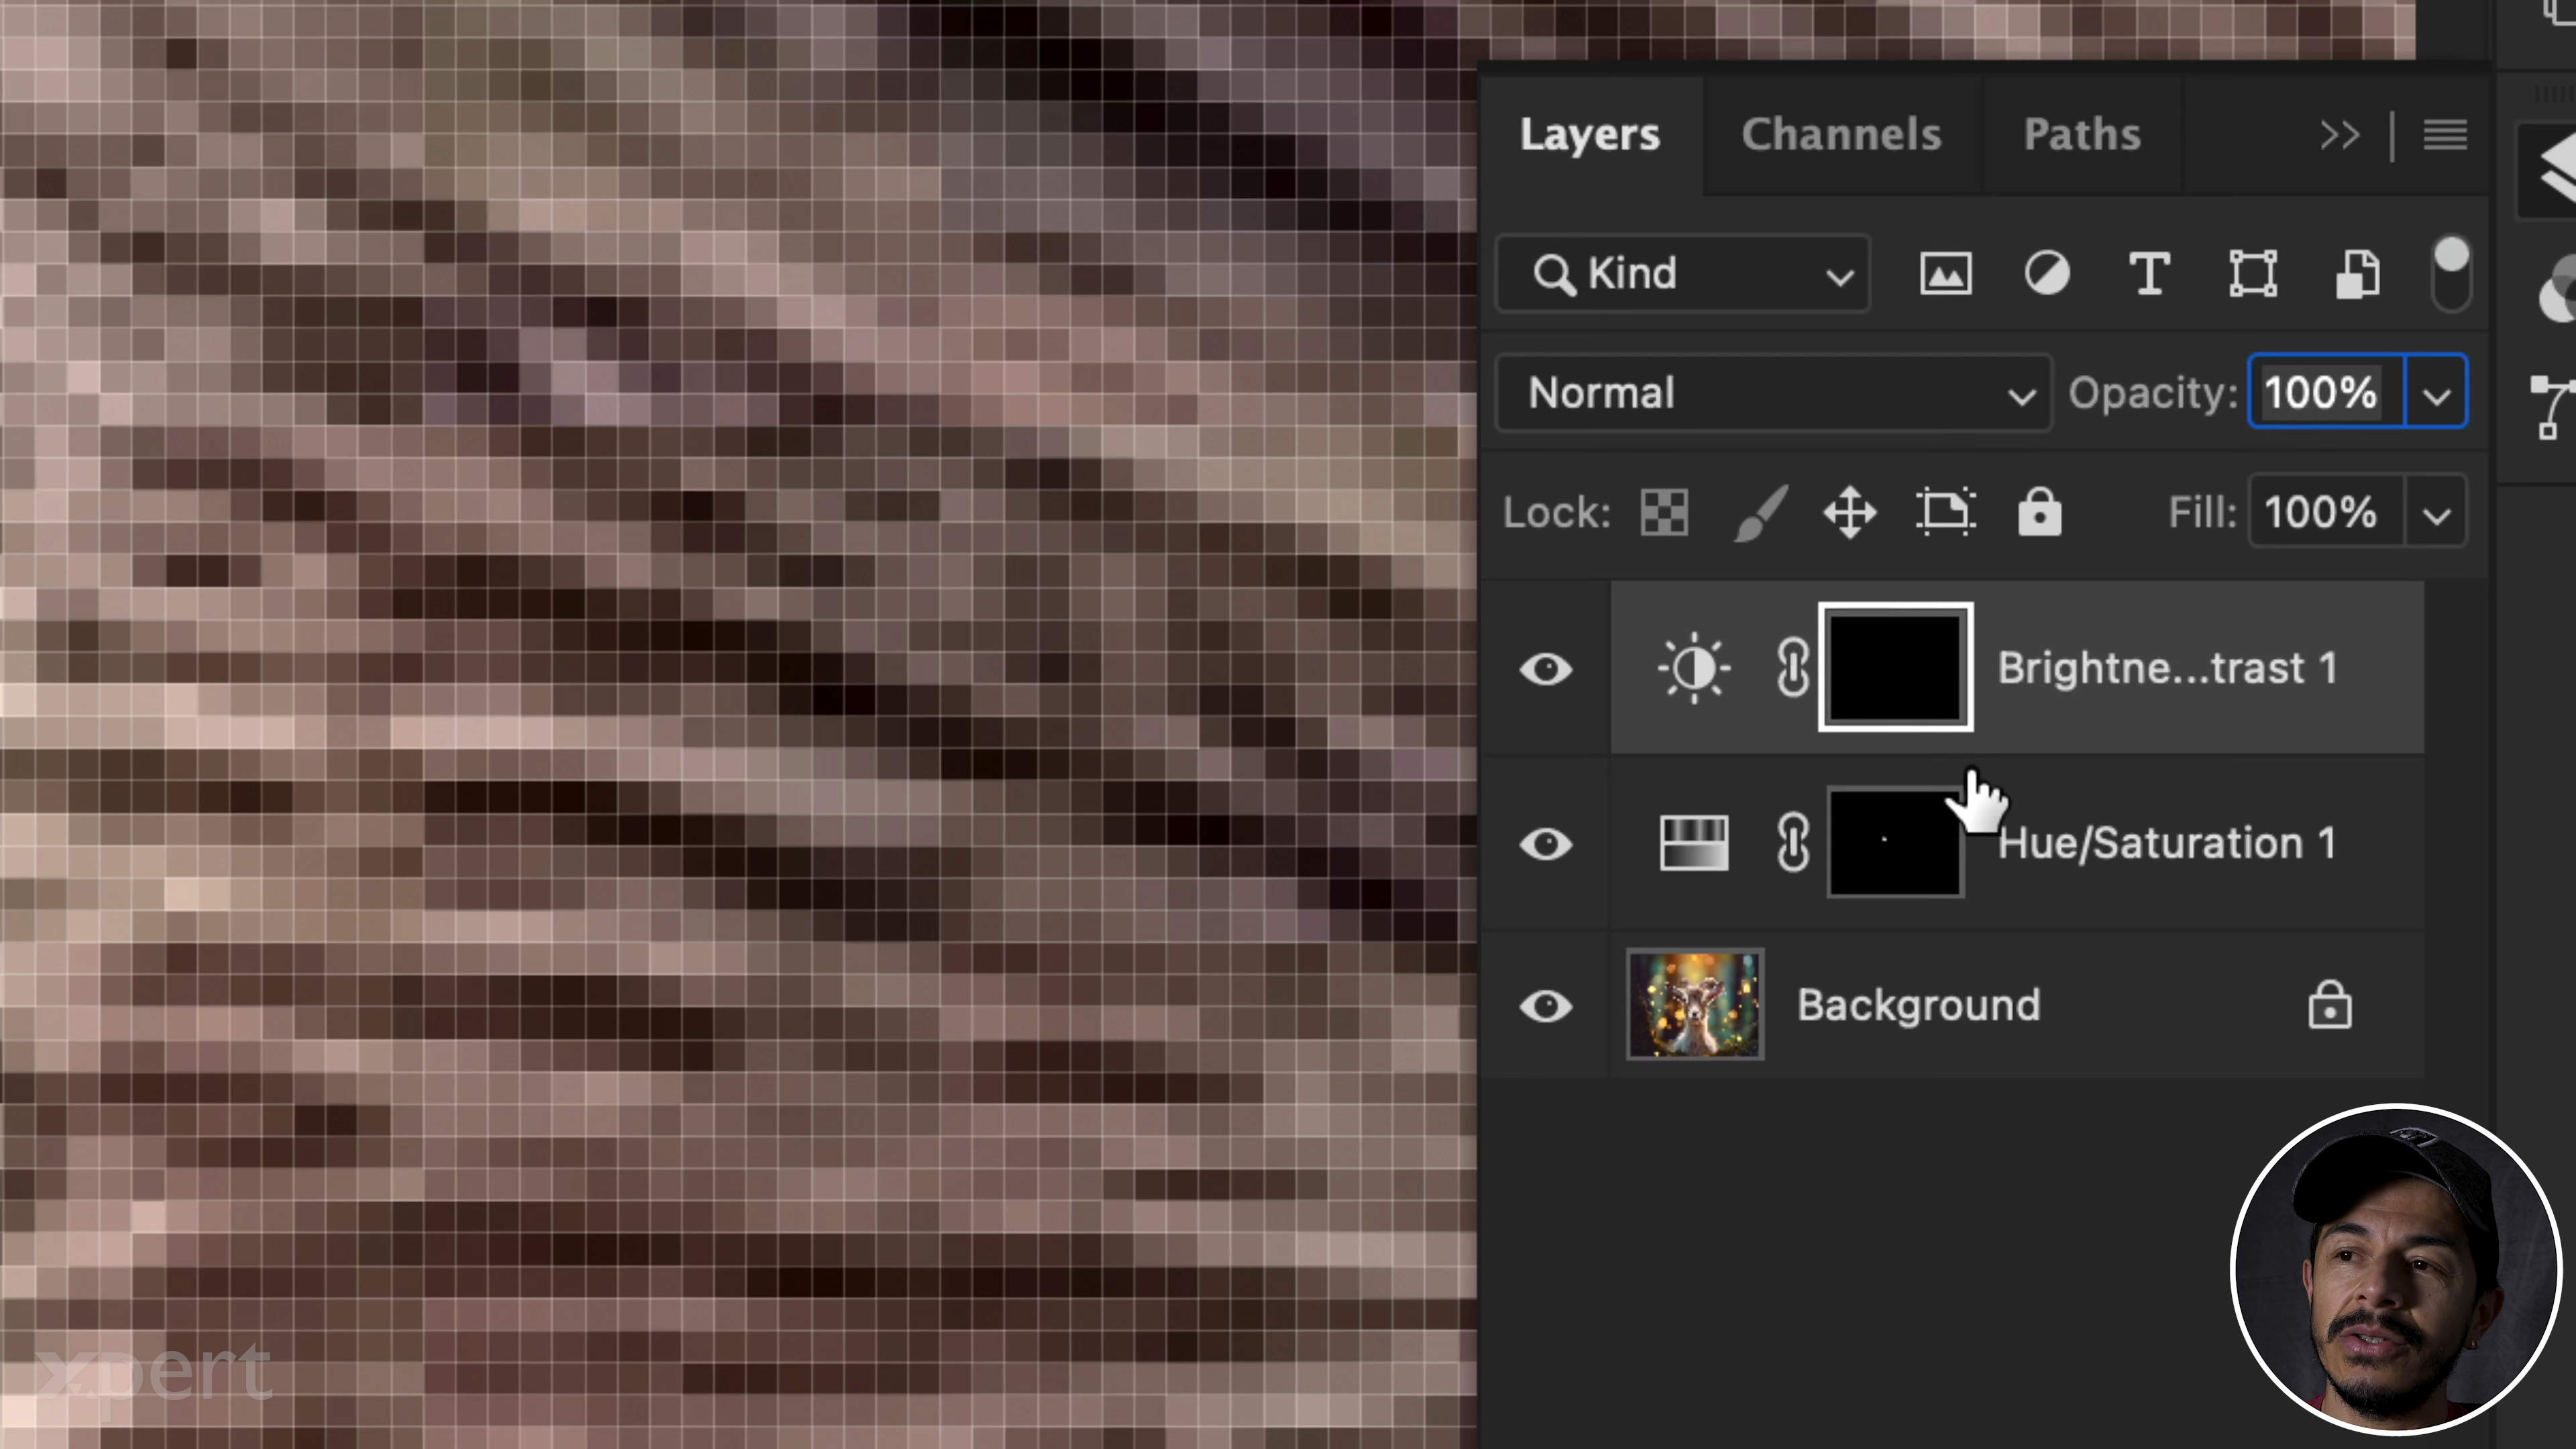 Layers Channels Paths
Kind
Normal Opacity: 100%
Lock: Fill: 100%
Brightne...trast 1
Hue/Saturation 1
Background
xpert